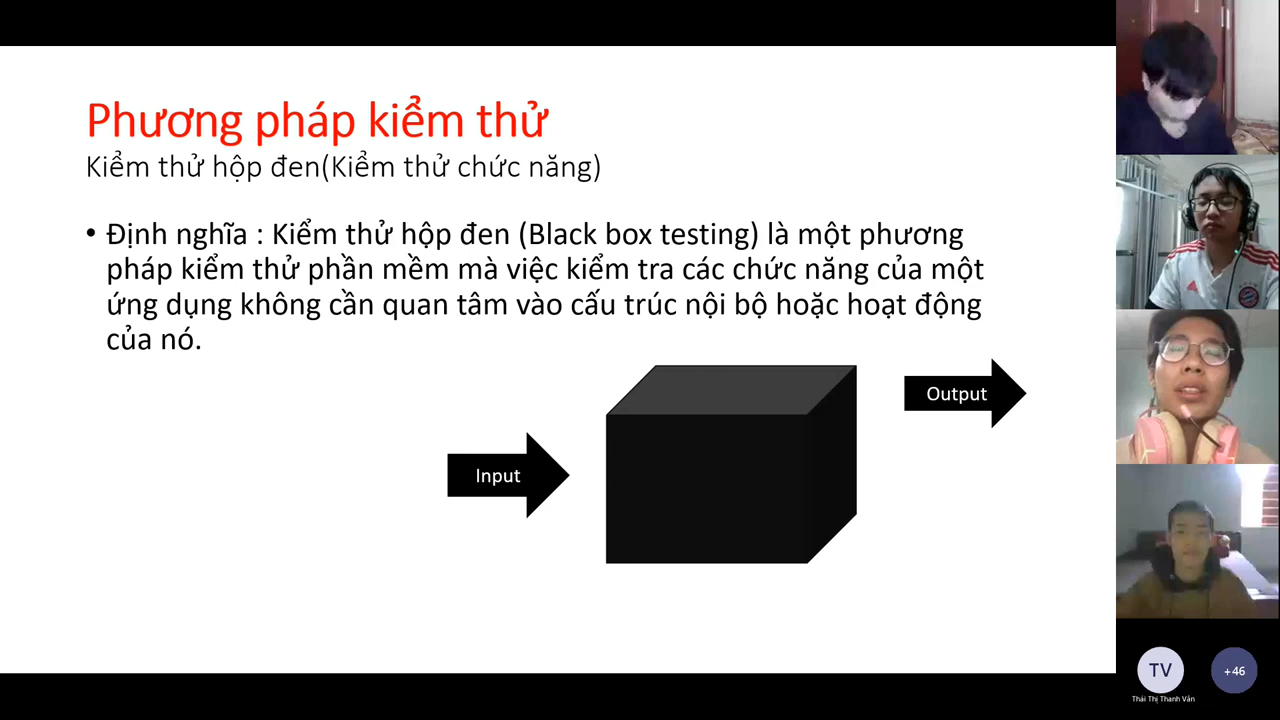 Phương pháp kiểm thử
Kiểm thử hộp đen(Kiểm thử chức năng)
• Định nghĩa : Kiểm thử hộp đen (Black box testing) là một phương
pháp kiểm thử phần mềm mà việc kiểm tra các chức năng của một
ứng dụng không cần quan tâm vào cấu trúc nội bộ hoặc hoạt động
của nó.
Output
Input
TV
+46
Thái Thị Thanh Vân